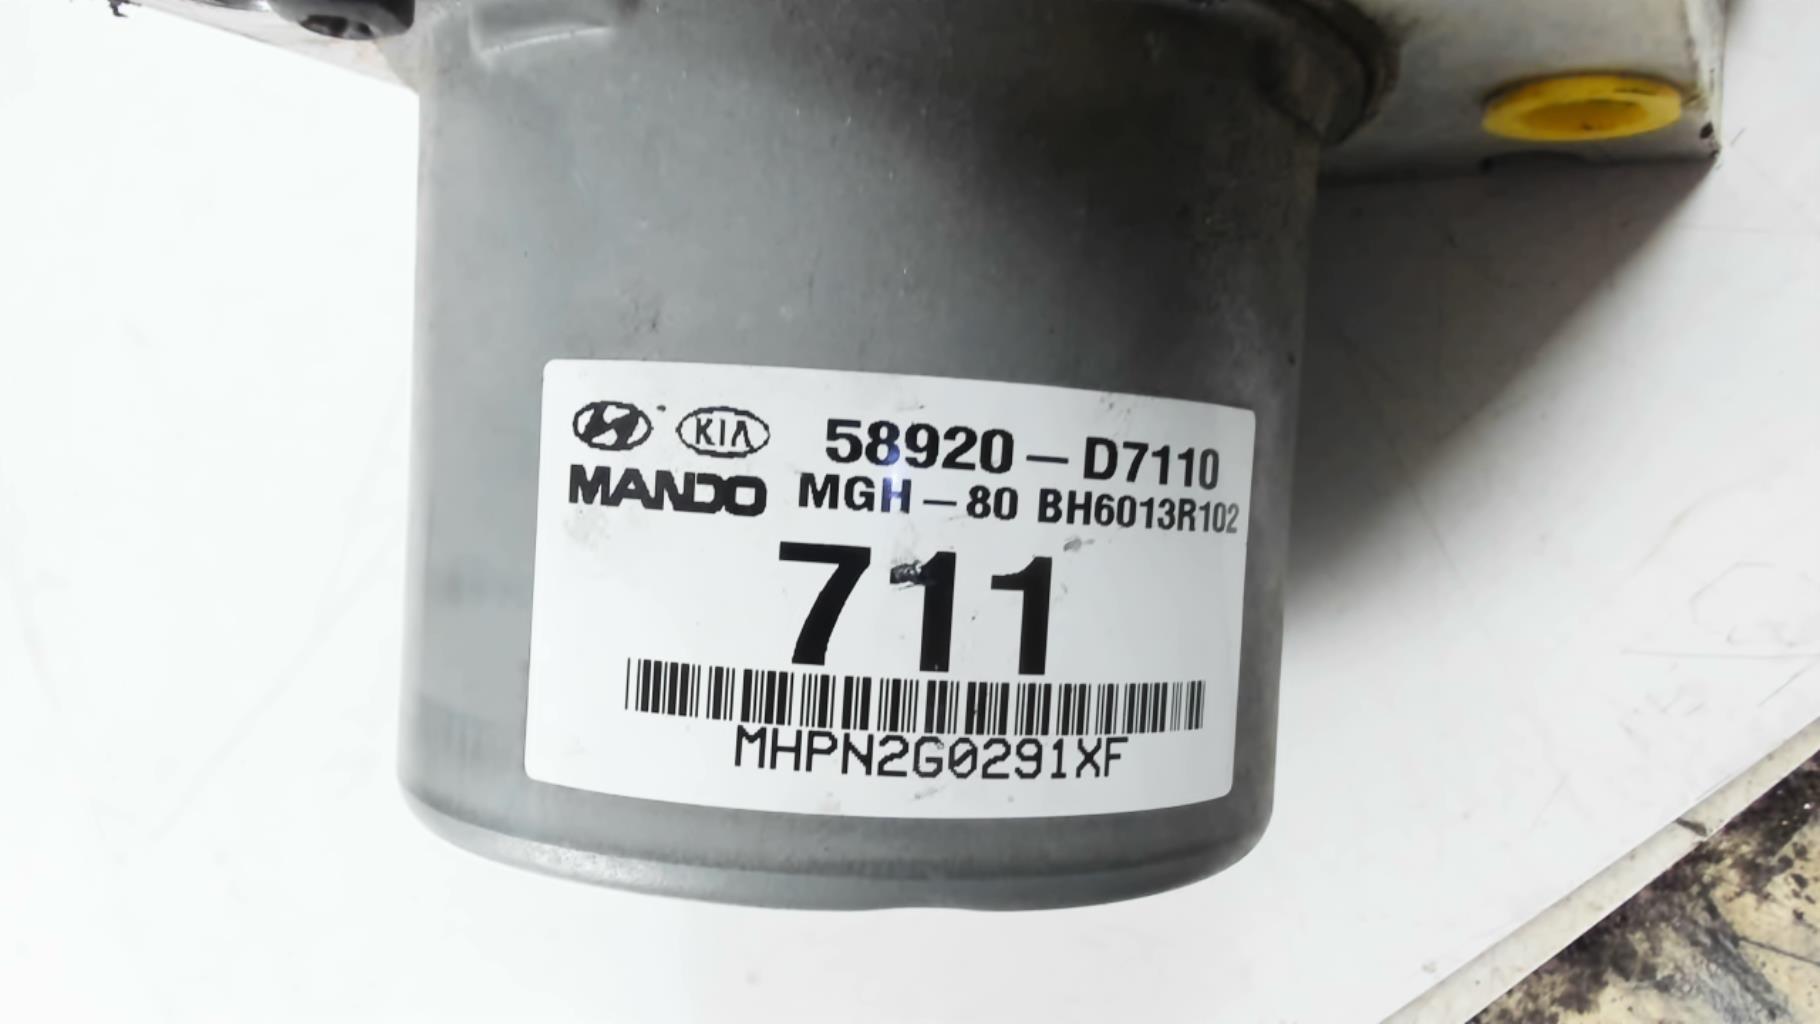 KIA 58920-D7110
MANDO MGH-80 BH6013R102
711
MHPN2G0291XF